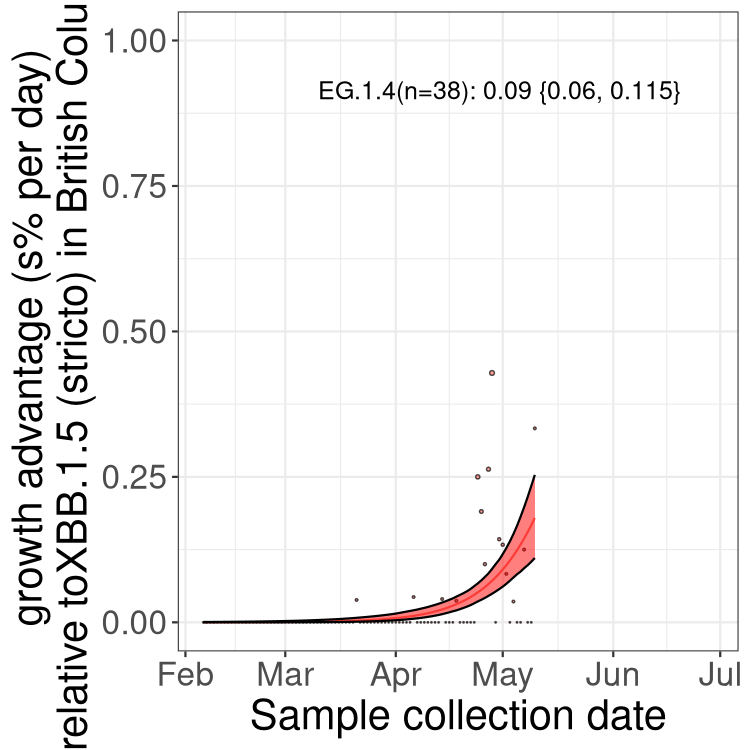 growth advantage (s% per day)
relative toXBB.1.5 (stricto) in British Colu
1.00
0.75
0.50
0.25
0.00
EG.1.4(n=38): 0.09 {0.06, 0.115}
Feb Mar Apr May Jun Jul
Sample collection date